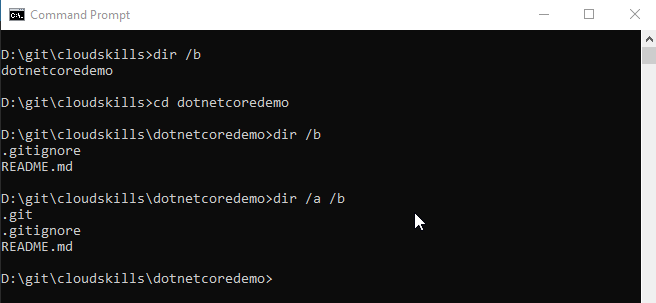 Command Prompt
D:\git\cloudskills>dir /b
dotnetcoredemo
D:\git\cloudskills>cd dotnetcoredemo
D:\git\cloudskills\dotnetcoredemo>dir /b
.gitignore
README.md
D:\git\cloudskills\dotnetcoredemo>dir /a /b
.git
.gitignore
README.md
D:\git\cloudskills\dotnetcoredemo>